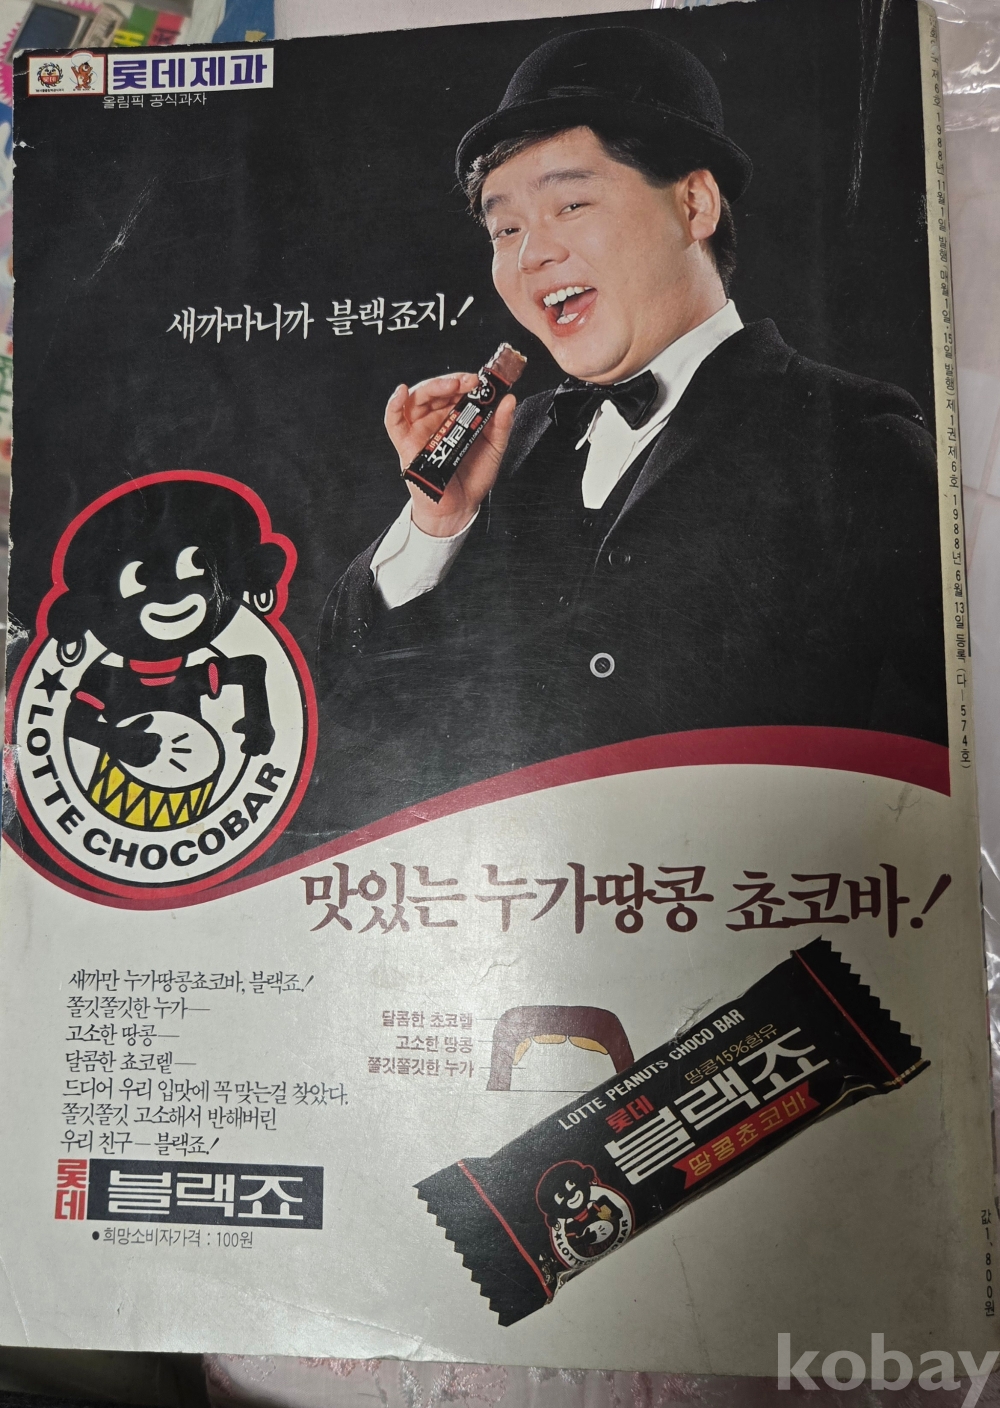 롯데제과
올림픽 공식과자
새까마니까 블랙죠지!
블랙죠
LOTTE CHOCOBAR
맛있는 누가땅콩 쵸코바!
새까만 누가땅콩쵸코바, 블랙죠!
쫄깃쫄깃한 누가—
고소한 땅콩—
달콤한 쵸코렡—
드디어 우리 입맛에 꼭 맞는걸 찾았다.
쫄깃쫄깃 고소해서 반해버린
우리 친구— 블랙죠!
롯데 블랙죠
•희망소비자가격 : 100원
달콤한 쵸코렡
고소한 땅콩
쫄깃쫄깃한 누가
LOTTE PEANUTS CHOCO BAR
땅콩15%함유
롯데
블랙죠
땅콩쵸코바
1988년 11월 1일 발행 매월 1일·15일 발행) 제1권 제6호 1988년 6월 13일 등록 (다-574호)
값 1,800원
kobay